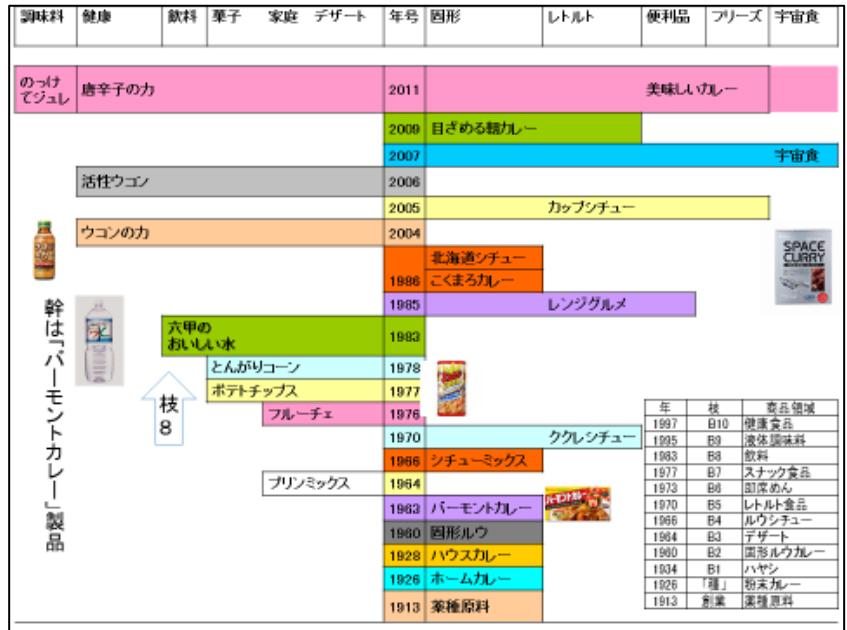 調味料 健康 飲料 菓子 家庭 デザート 年号 固形 レトルト 便利品 フリーズ 宇宙食
のっけ
てジュレ 唐辛子の力 2011 美味しいカレー
2009 目ざめる朝カレー
2007 宇宙食
活性ウコン 2006
2005 カップシチュー
ウコンの力 2004
北海道シチュー
1986 こくまろカレー
1985 レンジグルメ
六甲の
おいしい水 1983
とんがりコーン 1978
ポテトチップス 1977
フルーチェ 1976
1970 ククレシチュー
1966 シチューミックス
プリンミックス 1964
1963 バーモントカレー
1960 固形ルウ
1928 ハウスカレー
1926 ホームカレー
1913 薬種原料
幹は「バーモントカレー」製品
枝
8
SPACE
CURRY
バーモントカレー
年 枝 商品領域
1997 B10 健康食品
1995 B9 液体調味料
1983 B8 飲料
1977 B7 スナック食品
1973 B6 即席めん
1970 B5 レトルト食品
1966 B4 ルウシチュー
1964 B3 デザート
1960 B2 固形ルウカレー
1934 B1 ハヤシ
1926 「種」 粉末カレー
1913 創業 薬種原料